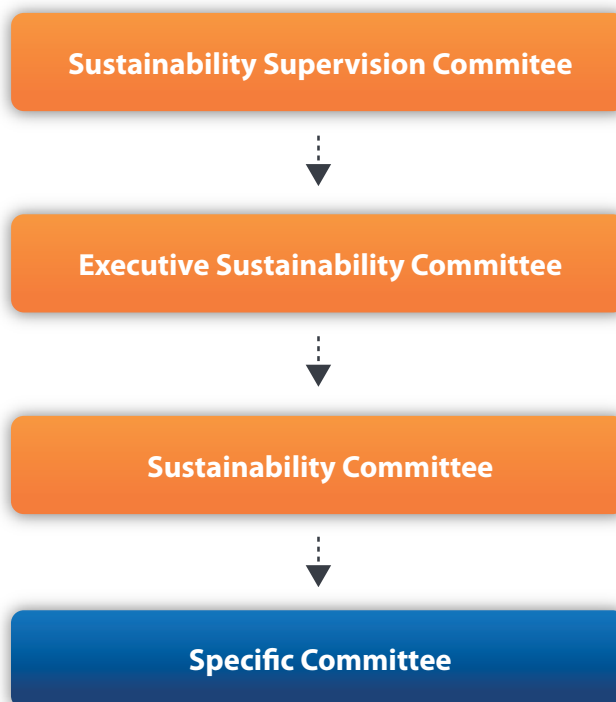 Sustainability Supervision Commitee
Executive Sustainability Committee
Sustainability Committee
Specific Committee